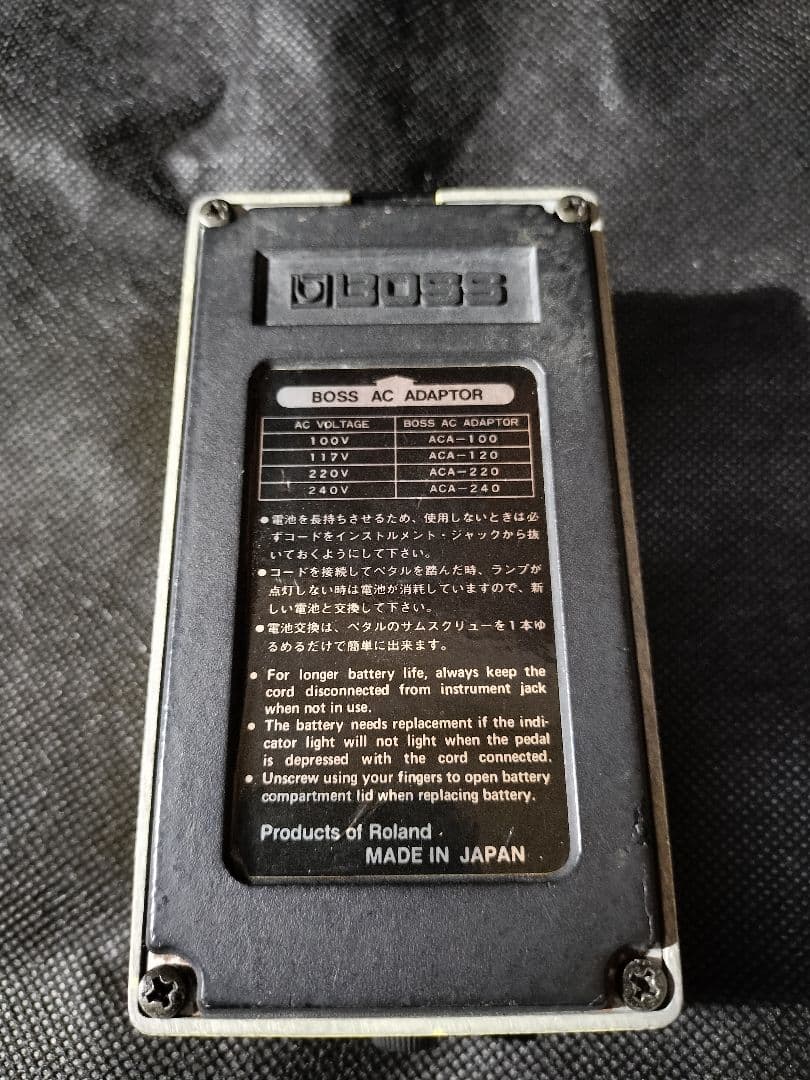 BOSS
BOSS AC ADAPTOR
AC VOLTAGE BOSS AC ADAPTOR
100V ACA-100
117V ACA-120
220V ACA-220
240V ACA-240
●電池を長持ちさせるため、使用しないときは必
ずコードをインストルメント・ジャックから抜
いておくようにして下さい。
●コードを接続してペタルを踏んだ時、ランプが
点灯しない時は電池が消耗していますので、新
しい電池と交換して下さい。
●電池交換は、ペタルのサムスクリューを1本ゆ
るめるだけで簡単に出来ます。
● For longer battery life, always keep the
cord disconnected from instrument jack
when not in use.
● The battery needs replacement if the indi-
cator light will not light when the pedal
is depressed with the cord connected.
● Unscrew using your fingers to open battery
compartment lid when replacing battery.
Products of Roland
MADE IN JAPAN